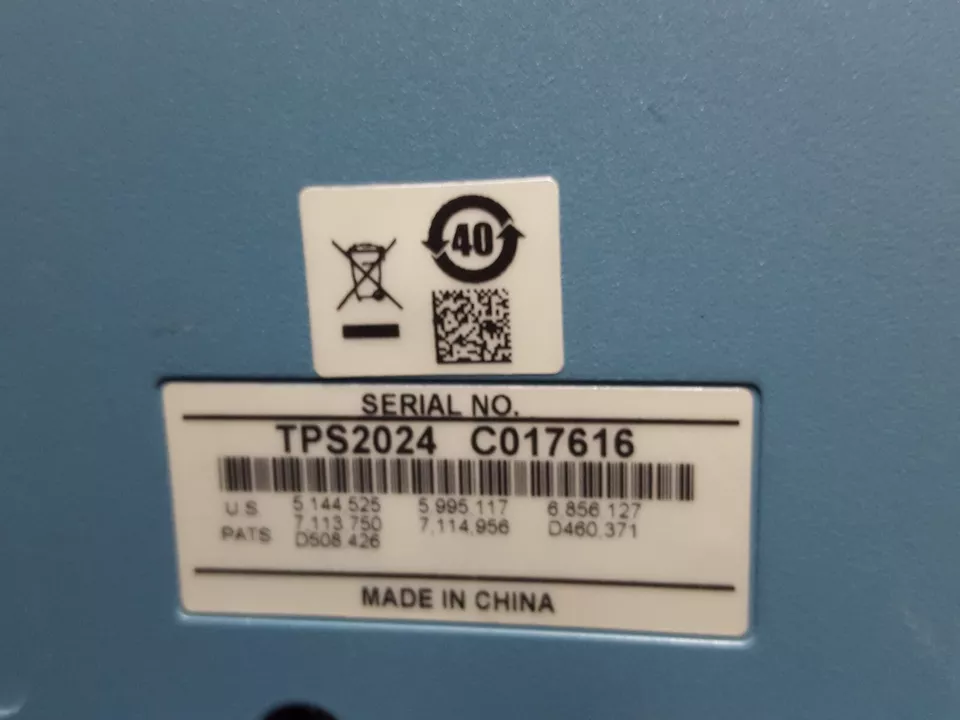 40
SERIAL NO.
TPS2024 C017616
U.S. 5,144,525 5,995,117 6,856,127
PATS 7,113,750 7,114,956 D460,371
D508,426
MADE IN CHINA